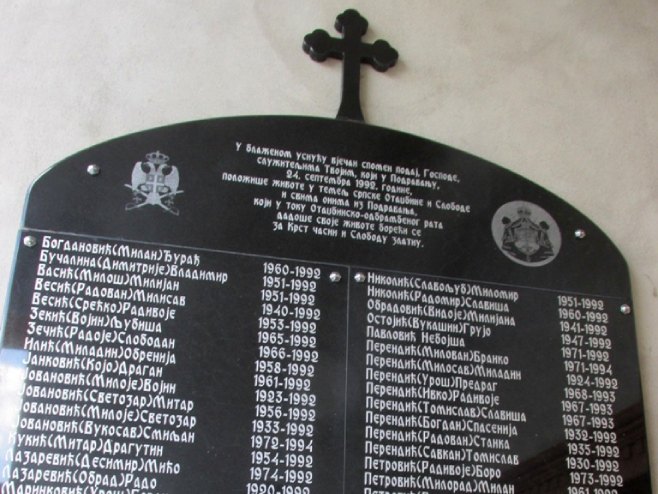 У блаженом уснућу вјечан спомен подај, Господе,
служитељима Твојим, који у Подравању,
24. септембра 1992. године,
положише животе у темељ српске Отаџбине и Слободе
и свима онима из Подравања,
који у току Отаџбинско-одбрамбеног рата
дадоше своје животе борећи се
за Крст часни и Слободу златну.
Богдановић(Милан)Ђурађ 1960-1992
Бучалина(Димитрије)Владимир 1951-1992
Васић(Милош)Милијан 1951-1992
Весић(Радован)Милисав 1940-1992
Весић(Срећко)Радивоје 1953-1992
Зекић(Војин)Љубиша 1965-1992
Зечић(Радоје)Слободан 1966-1992
Илић(Миладин)Обренија 1958-1992
Јанковић(Којо)Драган 1961-1992
Јовановић(Милоје)Војин 1923-1992
Јовановић(Светозар)Митар 1956-1992
Јовановић(Милоје)Светозар 1933-1992
Јовановић(Вукосав)Смиљан 1972-1994
Кукић(Митар)Драгутин 1954-1992
Лазаревић(Десимир)Мићо 1974-1992
Лазаревић(Обрад)Радо 1920-1992
Николић(Славољуб)Миломир 1951-1992
Николић(Радомир)Славиша 1960-1992
Обрадовић(Видоје)Милијана 1941-1992
Остојић(Вукашин)Грујо 1947-1992
Павловић Небојша 1971-1992
Перендић(Милован)Бранко 1971-1994
Перендић(Милосав)Миладин 1924-1992
Перендић(Урош)Предраг 1968-1993
Перендић(Ивко)Радивоје 1967-1993
Перендић(Томислав)Славиша 1967-1993
Перендић(Богдан)Спасенија 1932-1992
Перендић(Радован)Станка 1935-1992
Перендић(Савкан)Томислав 1930-1992
Петровић(Радивоје)Боро 1973-1992
Петровић(Милорад)Милан